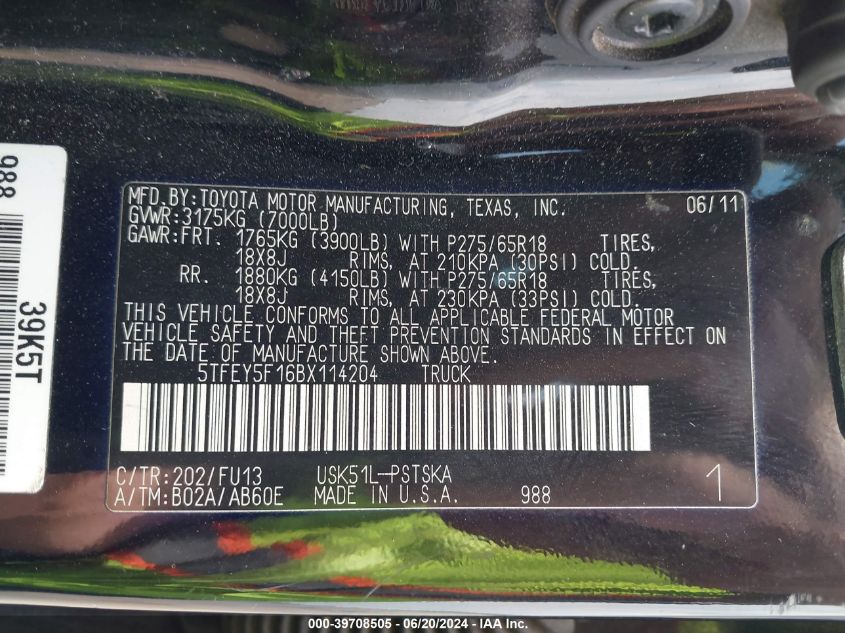 MFD.BY:TOYOTA MOTOR MANUFACTURING, TEXAS, INC. 06/11
GVWR:3175KG (7000LB)
GAWR:FRT. 1765KG (3900LB) WITH P275/65R18 TIRES,
18X8J RIMS, AT 210KPA (30PSI) COLD.
RR. 1880KG (4150LB) WITH P275/65R18 TIRES,
18X8J RIMS, AT 230KPA (33PSI) COLD.
THIS VEHICLE CONFORMS TO ALL APPLICABLE FEDERAL MOTOR
VEHICLE SAFETY AND THEFT PREVENTION STANDARDS IN EFFECT ON
THE DATE OF MANUFACTURE SHOWN ABOVE.
5TFEY5F16BX114204 TRUCK
C/TR:202/FU13 USK51L-PSTSKA
A/TM:B02A/AB60E MADE IN U.S.A. 988 1
988
39K5T
000-39708505 - 06/20/2024 - IAA Inc.